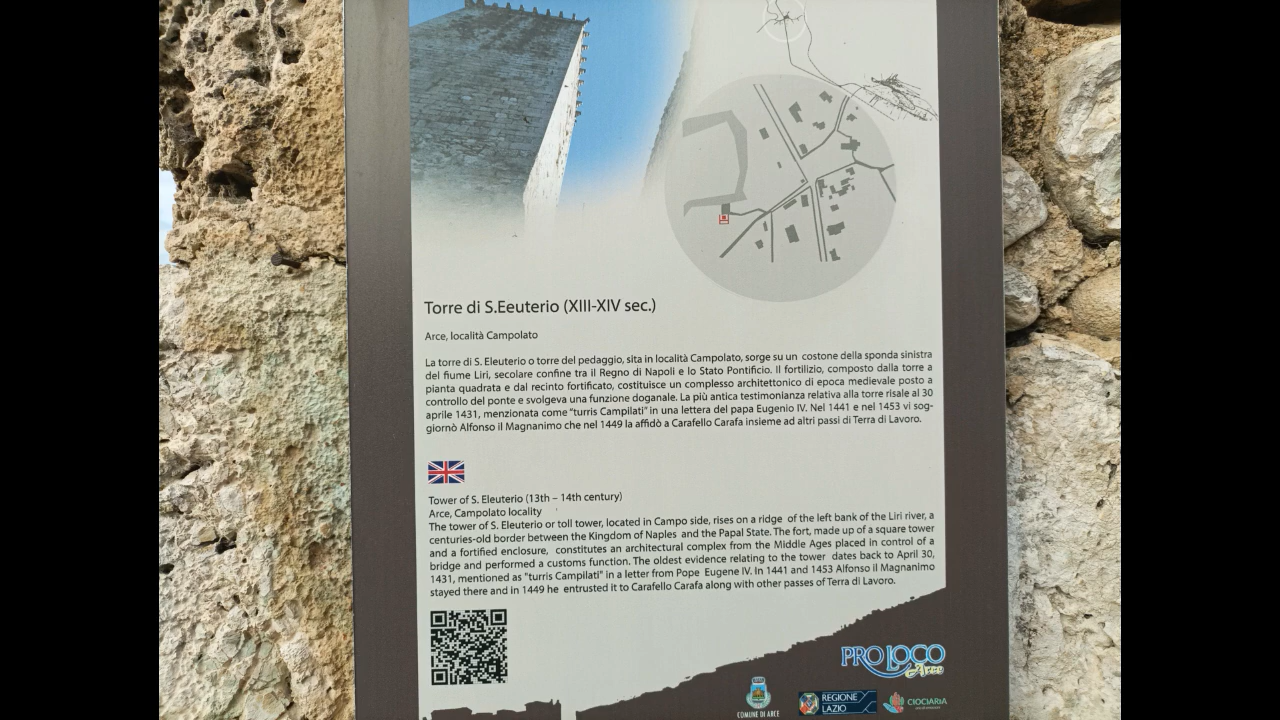 Torre di S.Eeuterio (XIII-XIV sec.)
Arce, località Campolato
La torre di S. Eleuterio o torre del pedaggio, sita in località Campolato, sorge su un costone della sponda sinistra
del fiume Liri, secolare confine tra il Regno di Napoli e lo Stato Pontificio. Il fortilizio, composto dalla torre a
pianta quadrata e dal recinto fortificato, costituisce un complesso architettonico di epoca medievale posto a
controllo del ponte e svolgeva una funzione doganale. La più antica testimonianza relativa alla torre risale al 30
aprile 1431, menzionata come "turris Campilati" in una lettera del papa Eugenio IV. Nel 1441 e nel 1453 vi sog-
giornò Alfonso il Magnanimo che nel 1449 la affidò a Carafello Carafa insieme ad altri passi di Terra di Lavoro.
Tower of S. Eleuterio (13th – 14th century)
Arce, Campolato locality
The tower of S. Eleuterio or toll tower, located in Campo side, rises on a ridge of the left bank of the Liri river, a
centuries-old border between the Kingdom of Naples and the Papal State. The fort, made up of a square tower
and a fortified enclosure, constitutes an architectural complex from the Middle Ages placed in control of a
bridge and performed a customs function. The oldest evidence relating to the tower dates back to April 30,
1431, mentioned as "turris Campilati" in a letter from Pope Eugene IV. In 1441 and 1453 Alfonso il Magnanimo
stayed there and in 1449 he entrusted it to Carafello Carafa along with other passes of Terra di Lavoro.
PRO LOCO
Arce
COMUNE DI ARCE
REGIONE
LAZIO
CIOCIARIA